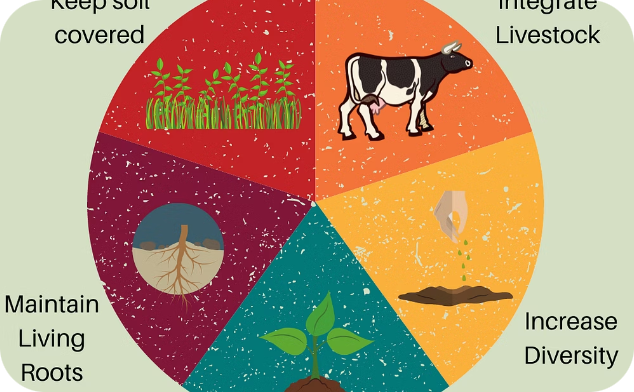 Keep soil
covered
Integrate
Livestock
Maintain
Living
Roots
Increase
Diversity